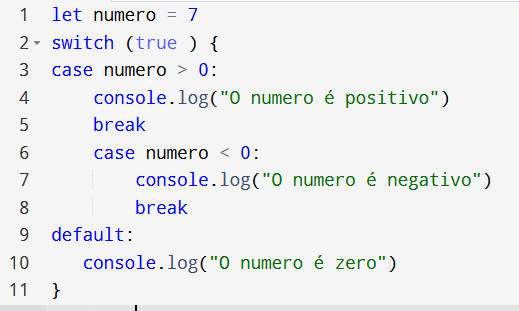 1 let numero = 7
2 switch (true ) {
3 case numero > 0:
4     console.log("O numero é positivo")
5     break
6     case numero < 0:
7         console.log("O numero é negativo")
8         break
9 default:
10    console.log("O numero é zero")
11 }